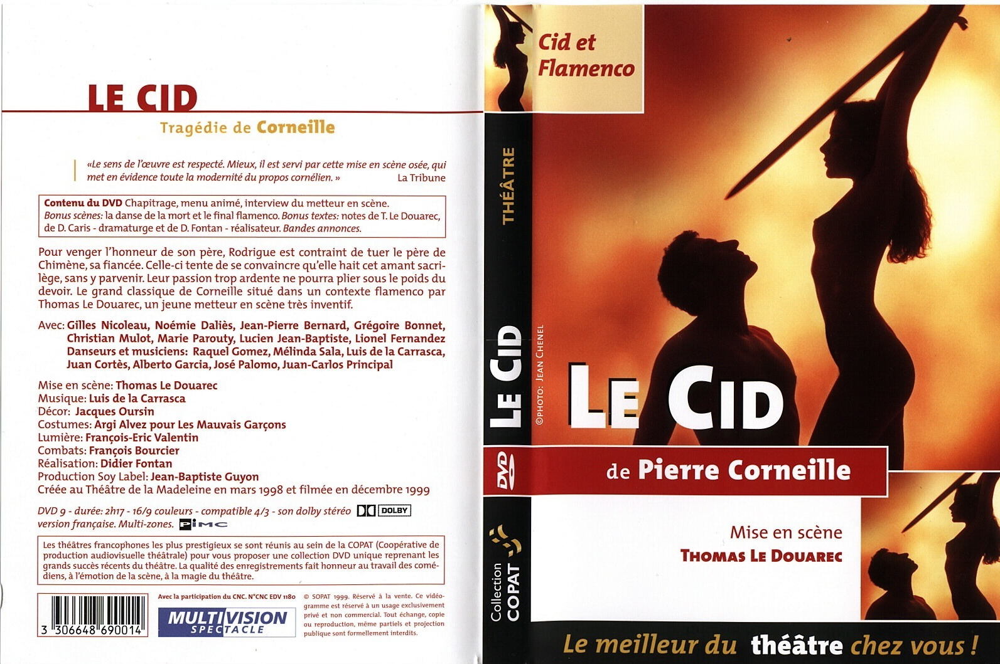 LE CID
Tragédie de Corneille
«Le sens de l'œuvre est respecté. Mieux, il est servi par cette mise en scène osée, qui
met en évidence toute la modernité du propos cornélien. » La Tribune
Contenu du DVD Chapitrage, menu animé, interview du metteur en scène.
Bonus scènes: la danse de la mort et le final flamenco. Bonus textes: notes de T. Le Douarec,
de D. Caris - dramaturge et de D. Fontan - réalisateur. Bandes annonces.
Pour venger l'honneur de son père, Rodrigue est contraint de tuer le père de
Chimène, sa fiancée. Celle-ci tente de se convaincre qu'elle hait cet amant sacri-
lège, sans y parvenir. Leur passion trop ardente ne pourra plier sous le poids du
devoir. Le grand classique de Corneille situé dans un contexte flamenco par
Thomas Le Douarec, un jeune metteur en scène très inventif.
Avec: Gilles Nicoleau, Noémie Daliès, Jean-Pierre Bernard, Grégoire Bonnet,
Christian Mulot, Marie Parouty, Lucien Jean-Baptiste, Lionel Fernandez
Danseurs et musiciens: Raquel Gomez, Mélinda Sala, Luis de la Carrasca,
Juan Cortès, Alberto Garcia, José Palomo, Juan-Carlos Principal
Mise en scène: Thomas Le Douarec
Musique: Luis de la Carrasca
Décor: Jacques Oursin
Costumes: Argi Alvez pour Les Mauvais Garçons
Lumière: François-Eric Valentin
Combats: François Bourcier
Réalisation: Didier Fontan
Production Soy Label: Jean-Baptiste Guyon
Créée au Théâtre de la Madeleine en mars 1998 et filmée en décembre 1999
DVD 9 - durée: 2h17 - 16/9 couleurs - compatible 4/3 - son dolby stéréo DOLBY
version française. Multi-zones. PIMC
Les théâtres francophones les plus prestigieux se sont réunis au sein de la COPAT (Coopérative de
production audiovisuelle théâtrale) pour vous proposer une collection DVD unique reprenant les
grands succès récents du théâtre. La qualité des enregistrements fait honneur au travail des comé-
diens, à l'émotion de la scène, à la magie du théâtre.
3 306648 690014
Avec la participation du CNC. N°CNC EDV 1180
MULTIVISION
SPECTACLE
© SOPAT 1999. Réservé à la vente. Ce vidéo-
gramme est réservé à un usage exclusivement
privé et non commercial. Tout échange, copie
ou reproduction, même partiels et projection
publique sont formellement interdits.
THÉÂTRE
LE CID
DVD
Collection
COPAT
Cid et
Flamenco
©PHOTO: JEAN CHENEL
LE CID
de Pierre Corneille
Mise en scène
THOMAS LE DOUAREC
Le meilleur du théâtre chez vous !